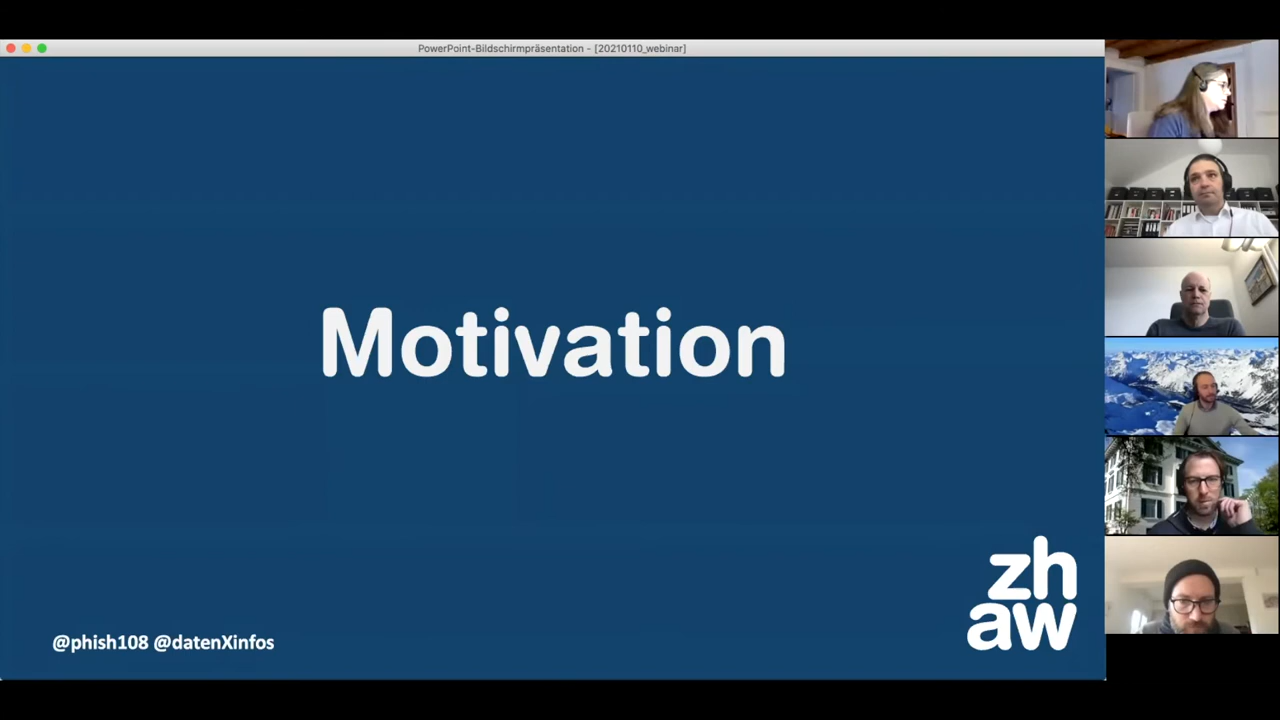 PowerPoint-Bildschirmpräsentation - [20210110_webinar]
Motivation
zh
aw
@phish108 @datenXinfos